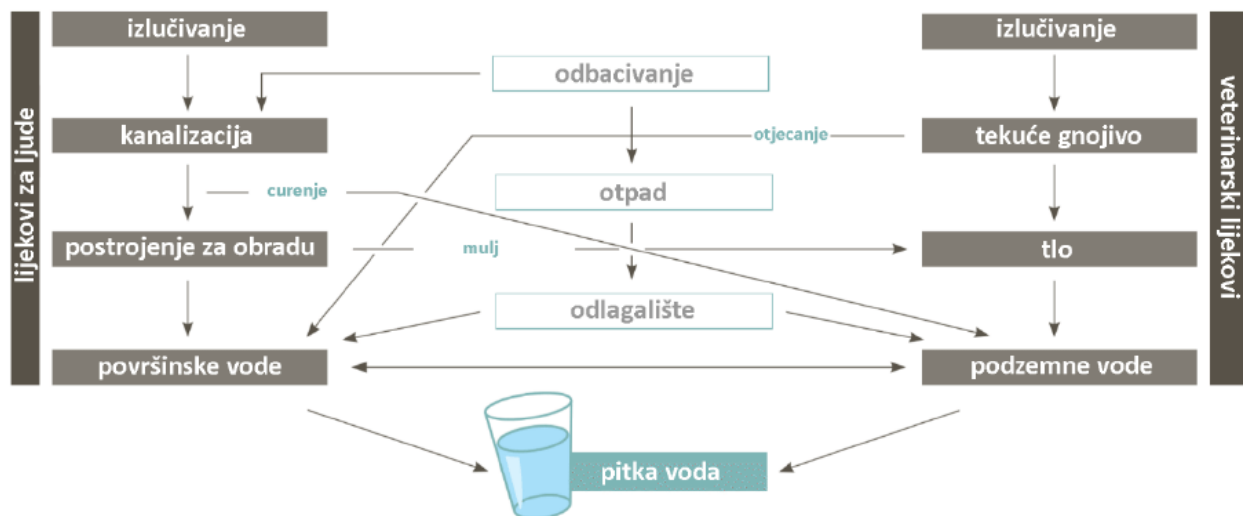 izlučivanje
izlučivanje
odbacivanje
lijekovi za ljude
veterinarski lijekovi
kanalizacija
otjecanje
tekuće gnojivo
curenje
otpad
postrojenje za obradu
mulj
tlo
odlagalište
površinske vode
podzemne vode
pitka voda